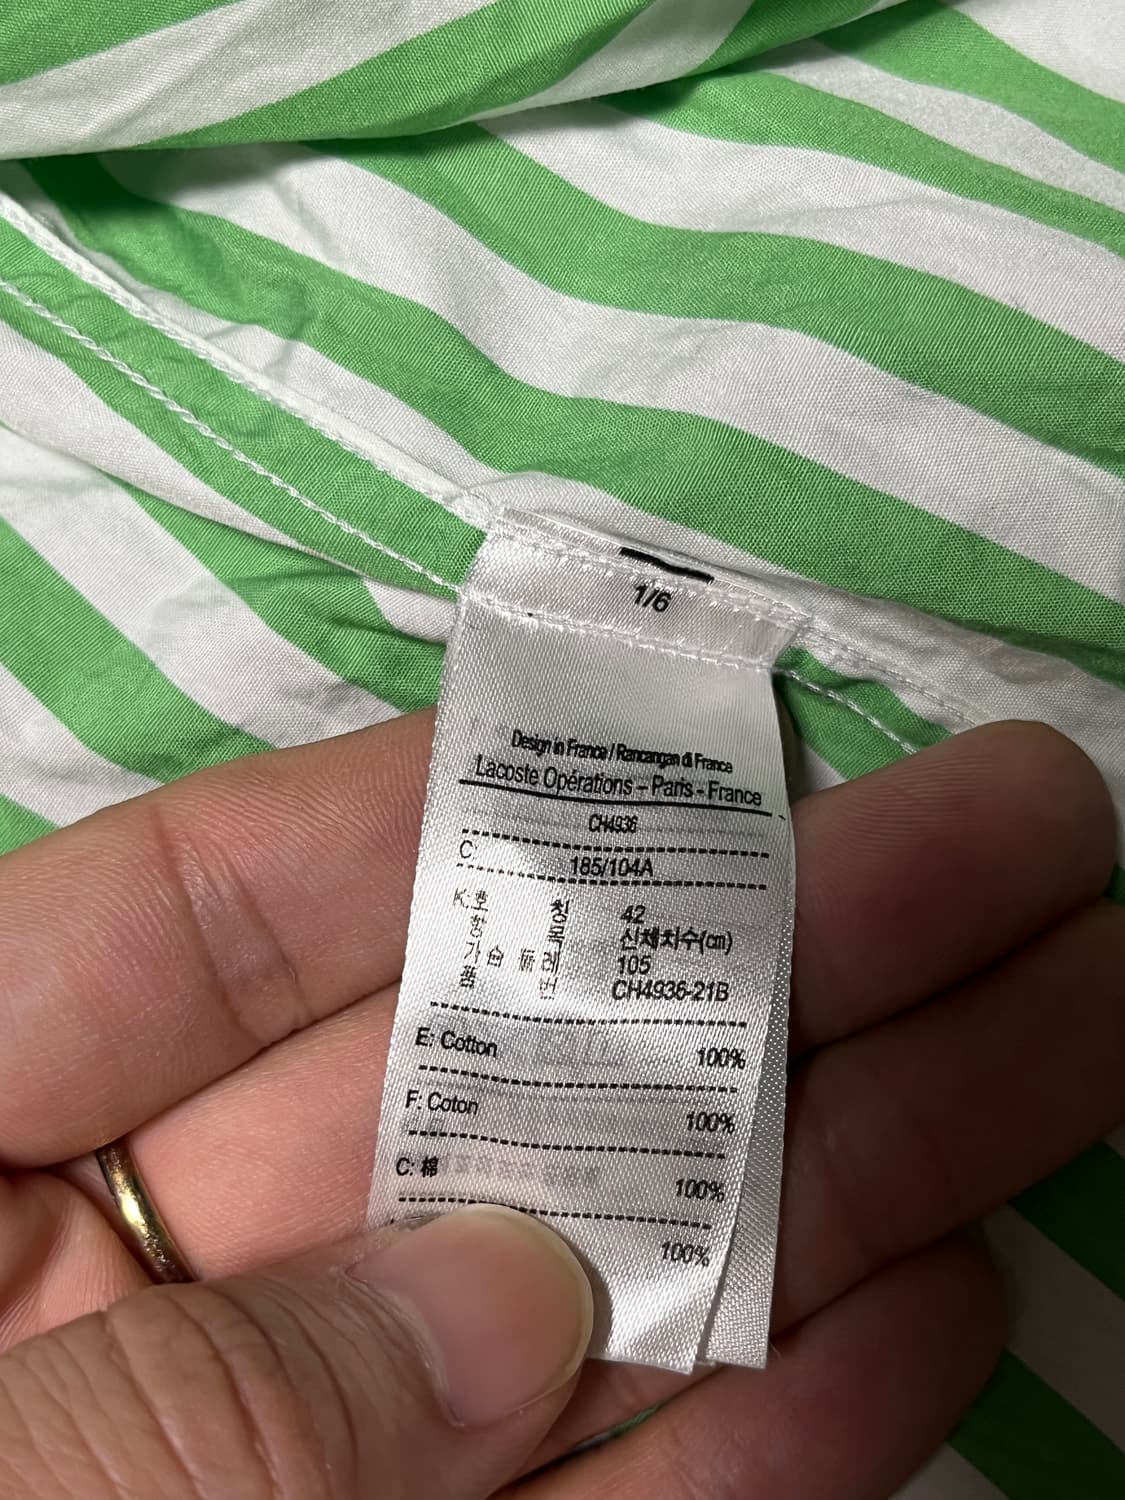 1/6
Design in France / Rancangan di France
Lacoste Opérations – Paris - France
CH4936
C: 185/104A
K: 호 칭 42
항 목 신체치수(cm)
가 슴 둘 레 105
품 번 CH4936-21B
E: Cotton 100%
F: Coton 100%
C: 棉 100%
100%